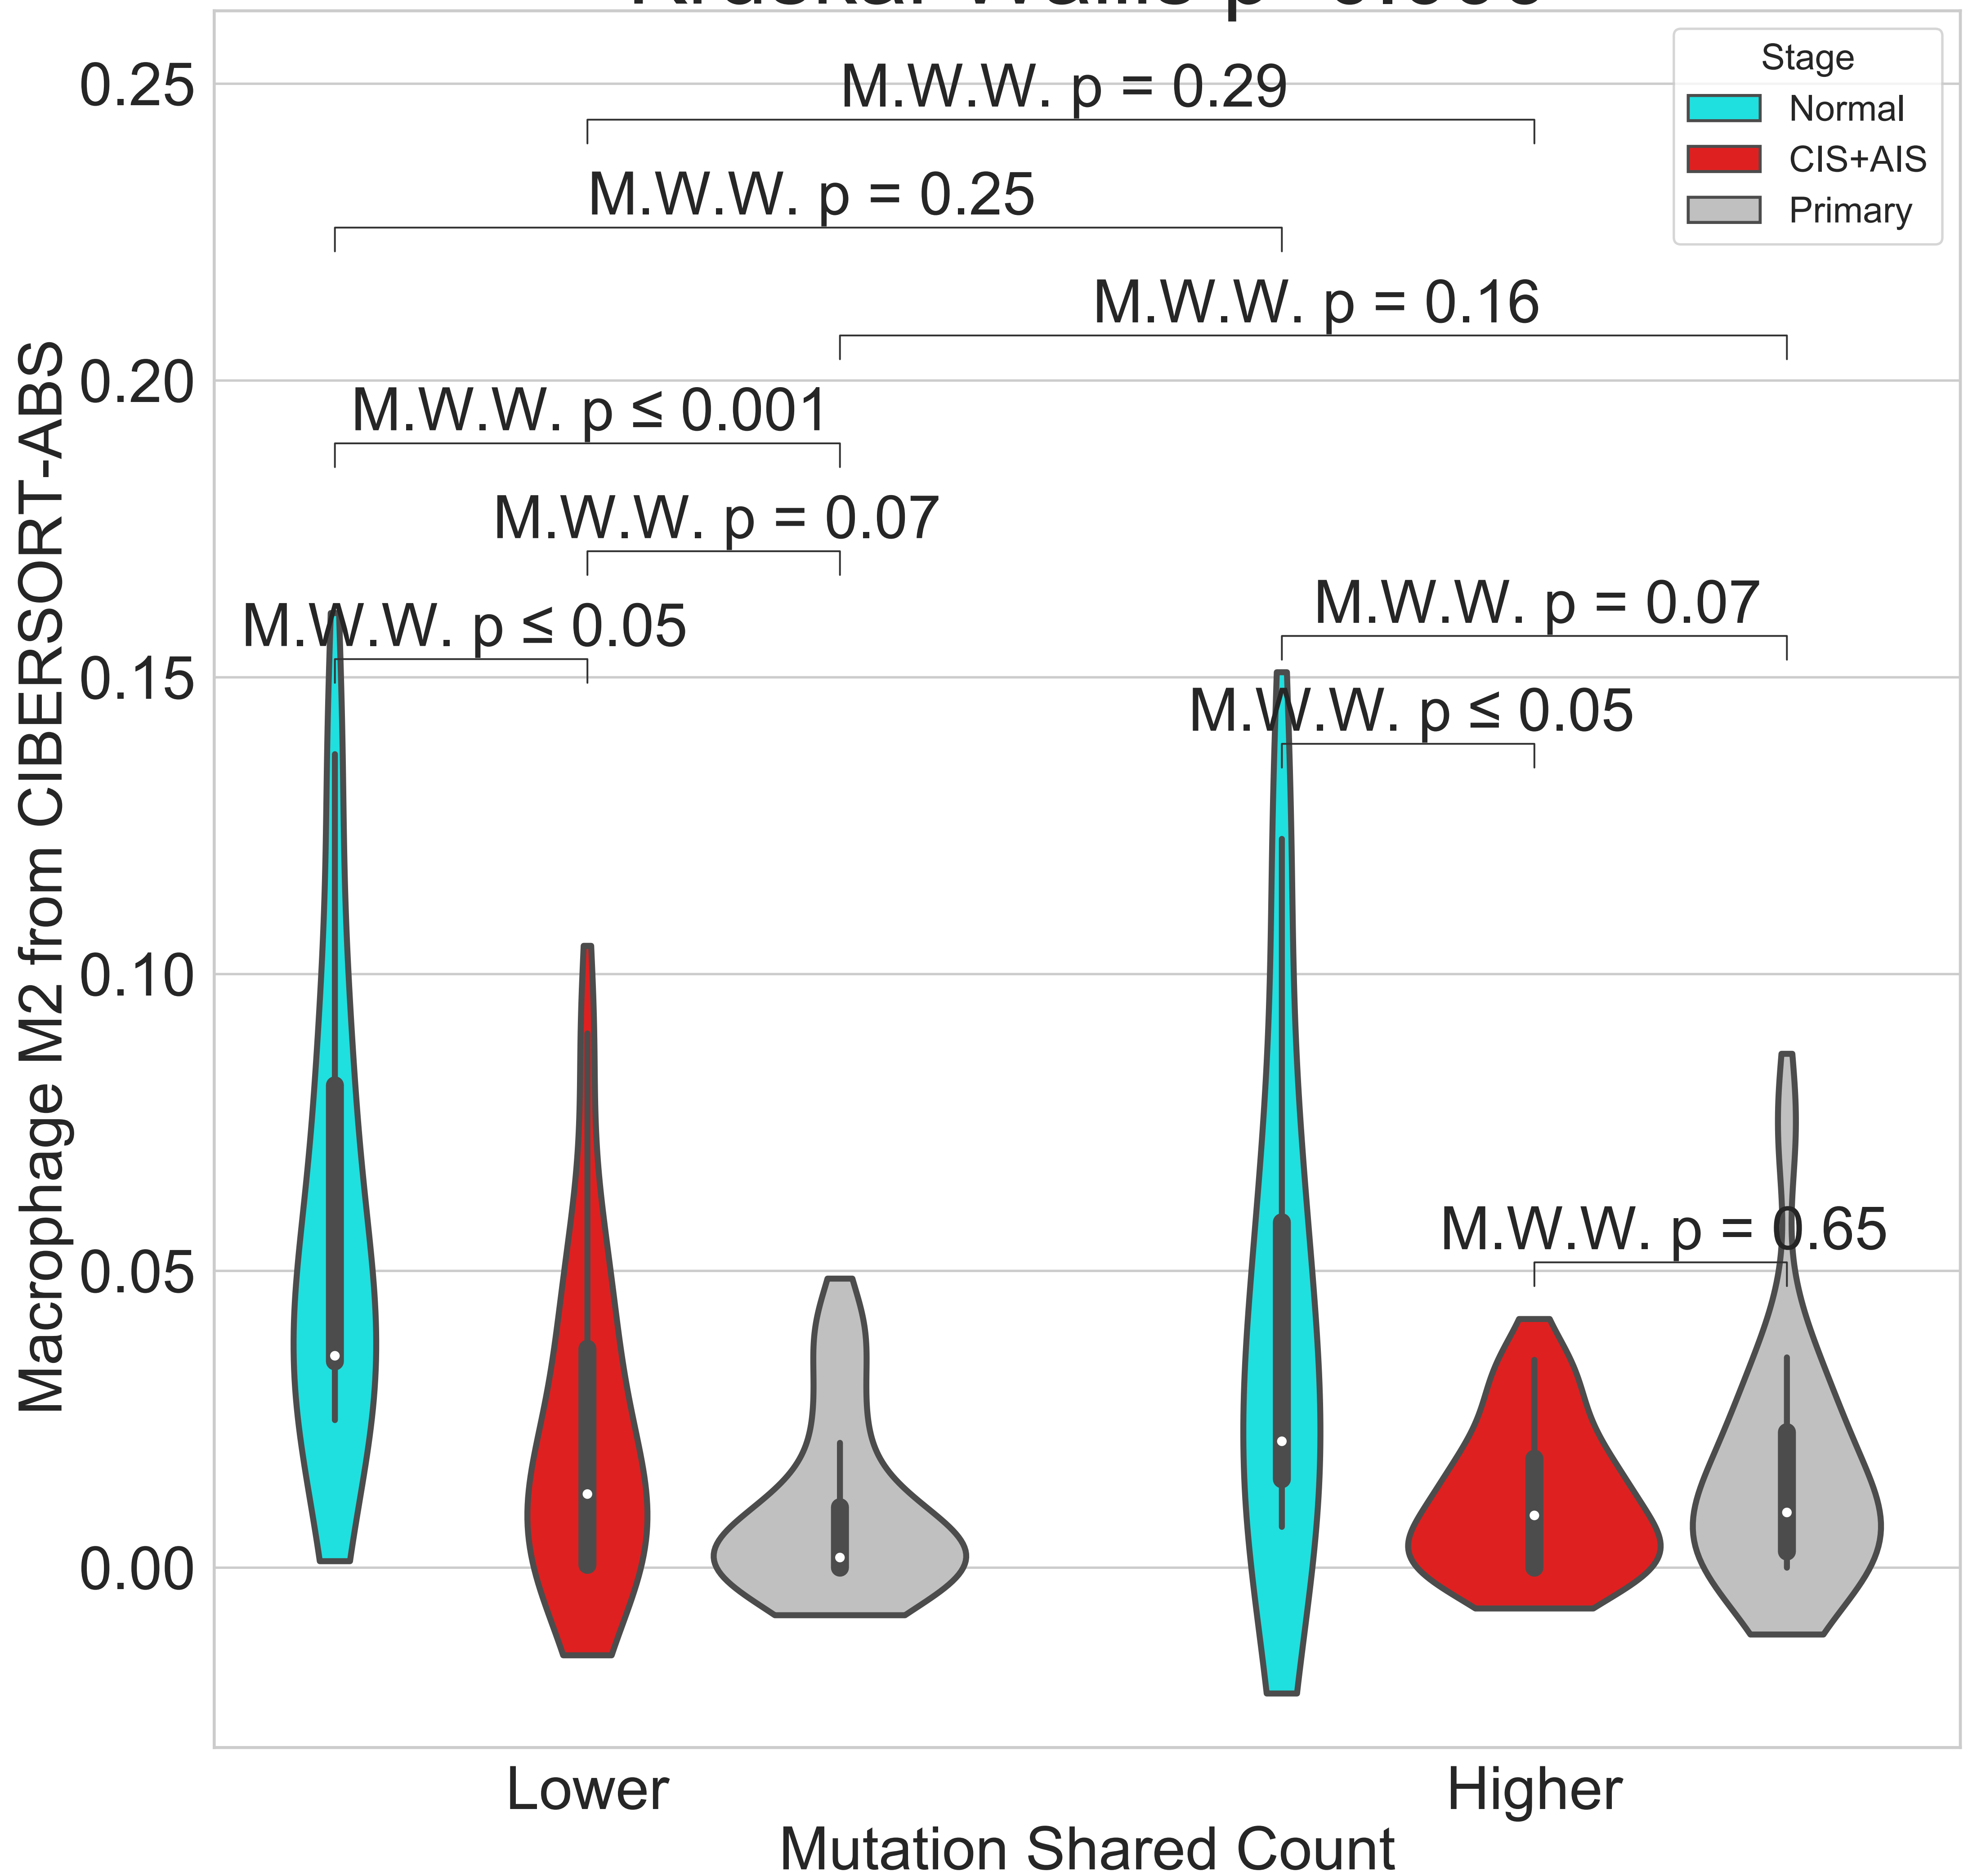 Stage
Normal
CIS+AIS
Primary
0.25
0.20
0.15
0.10
0.05
0.00
Macrophage M2 from CIBERSORT-ABS
M.W.W. p = 0.29
M.W.W. p = 0.25
M.W.W. p = 0.16
M.W.W. p ≤ 0.001
M.W.W. p = 0.07
M.W.W. p ≤ 0.05
M.W.W. p = 0.07
M.W.W. p ≤ 0.05
M.W.W. p = 0.65
Lower
Higher
Mutation Shared Count